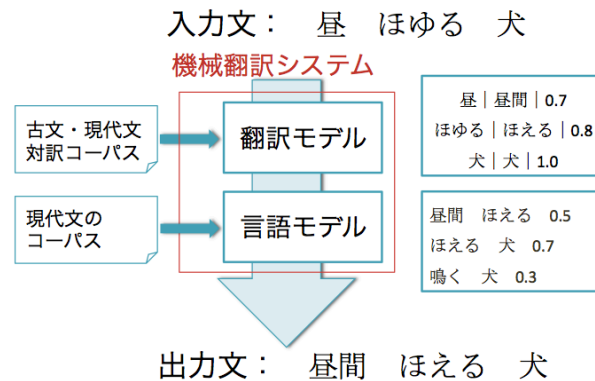 入力文： 昼 ほゆる 犬
機械翻訳システム
古文・現代文
対訳コーパス
翻訳モデル
昼 | 昼間 | 0.7
ほゆる | ほえる | 0.8
犬 | 犬 | 1.0
現代文の
コーパス
言語モデル
昼間 ほえる 0.5
ほえる 犬 0.7
鳴く 犬 0.3
出力文： 昼間 ほえる 犬